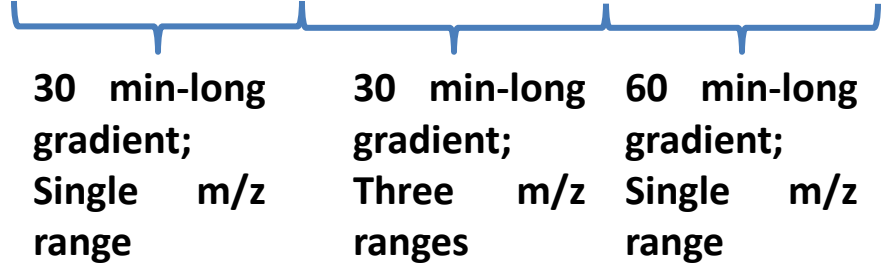 30 min-long
gradient;
Single m/z
range
30 min-long
gradient;
Three m/z
ranges
60 min-long
gradient;
Single m/z
range